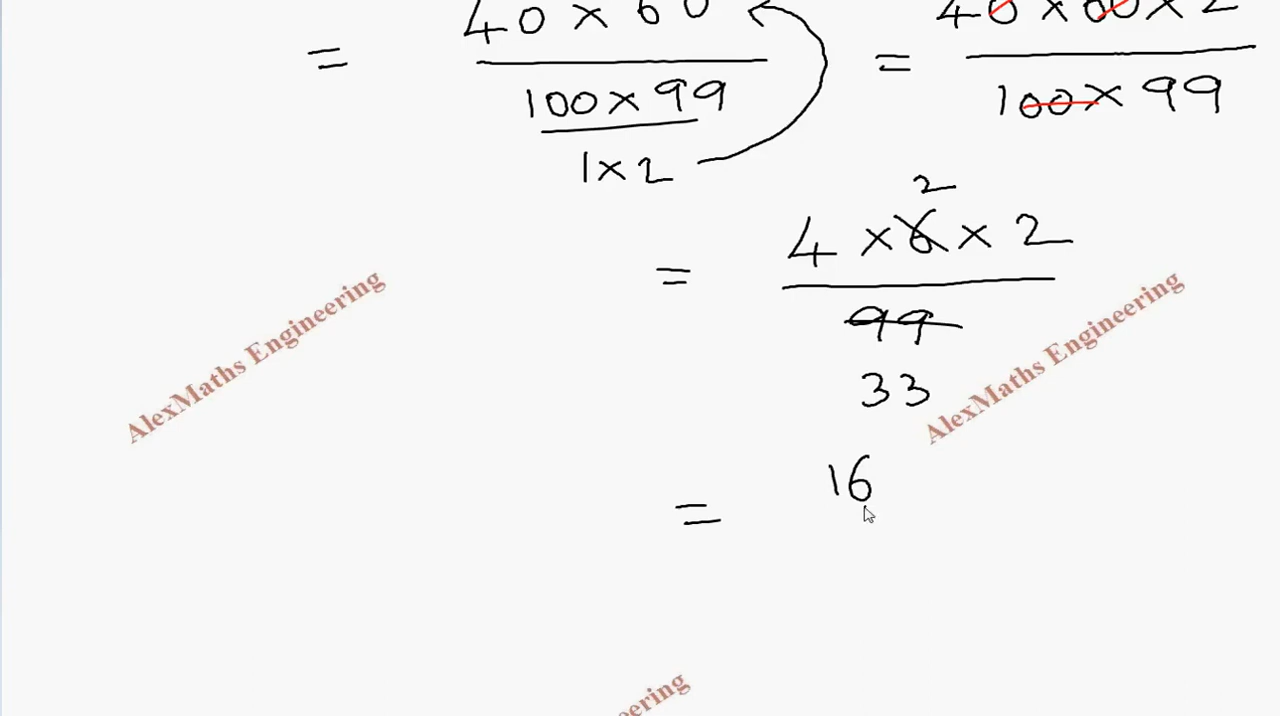 = 40 × 60 / 100 × 99 / 1 × 2 = 40 × 60 × 2 / 100 × 99
2
= 4 × 6 × 2
99
33
= 16
AlexMaths Engineering
AlexMaths Engineering
ering